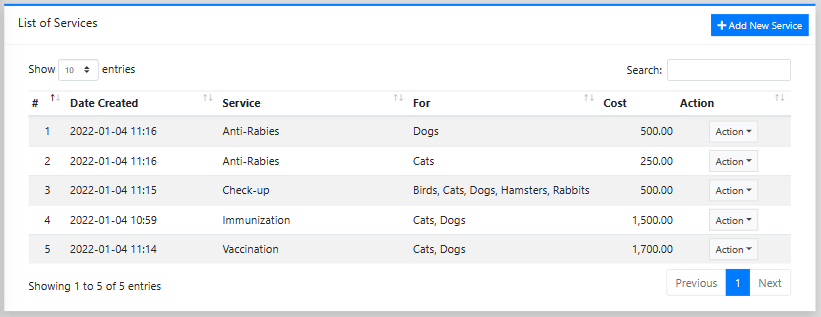 List of Services
+ Add New Service
Show 10 entries
Search:
# Date Created Service For Cost Action
1 2022-01-04 11:16 Anti-Rabies Dogs 500.00 Action
2 2022-01-04 11:16 Anti-Rabies Cats 250.00 Action
3 2022-01-04 11:15 Check-up Birds, Cats, Dogs, Hamsters, Rabbits 500.00 Action
4 2022-01-04 10:59 Immunization Cats, Dogs 1,500.00 Action
5 2022-01-04 11:14 Vaccination Cats, Dogs 1,700.00 Action
Showing 1 to 5 of 5 entries
Previous 1 Next